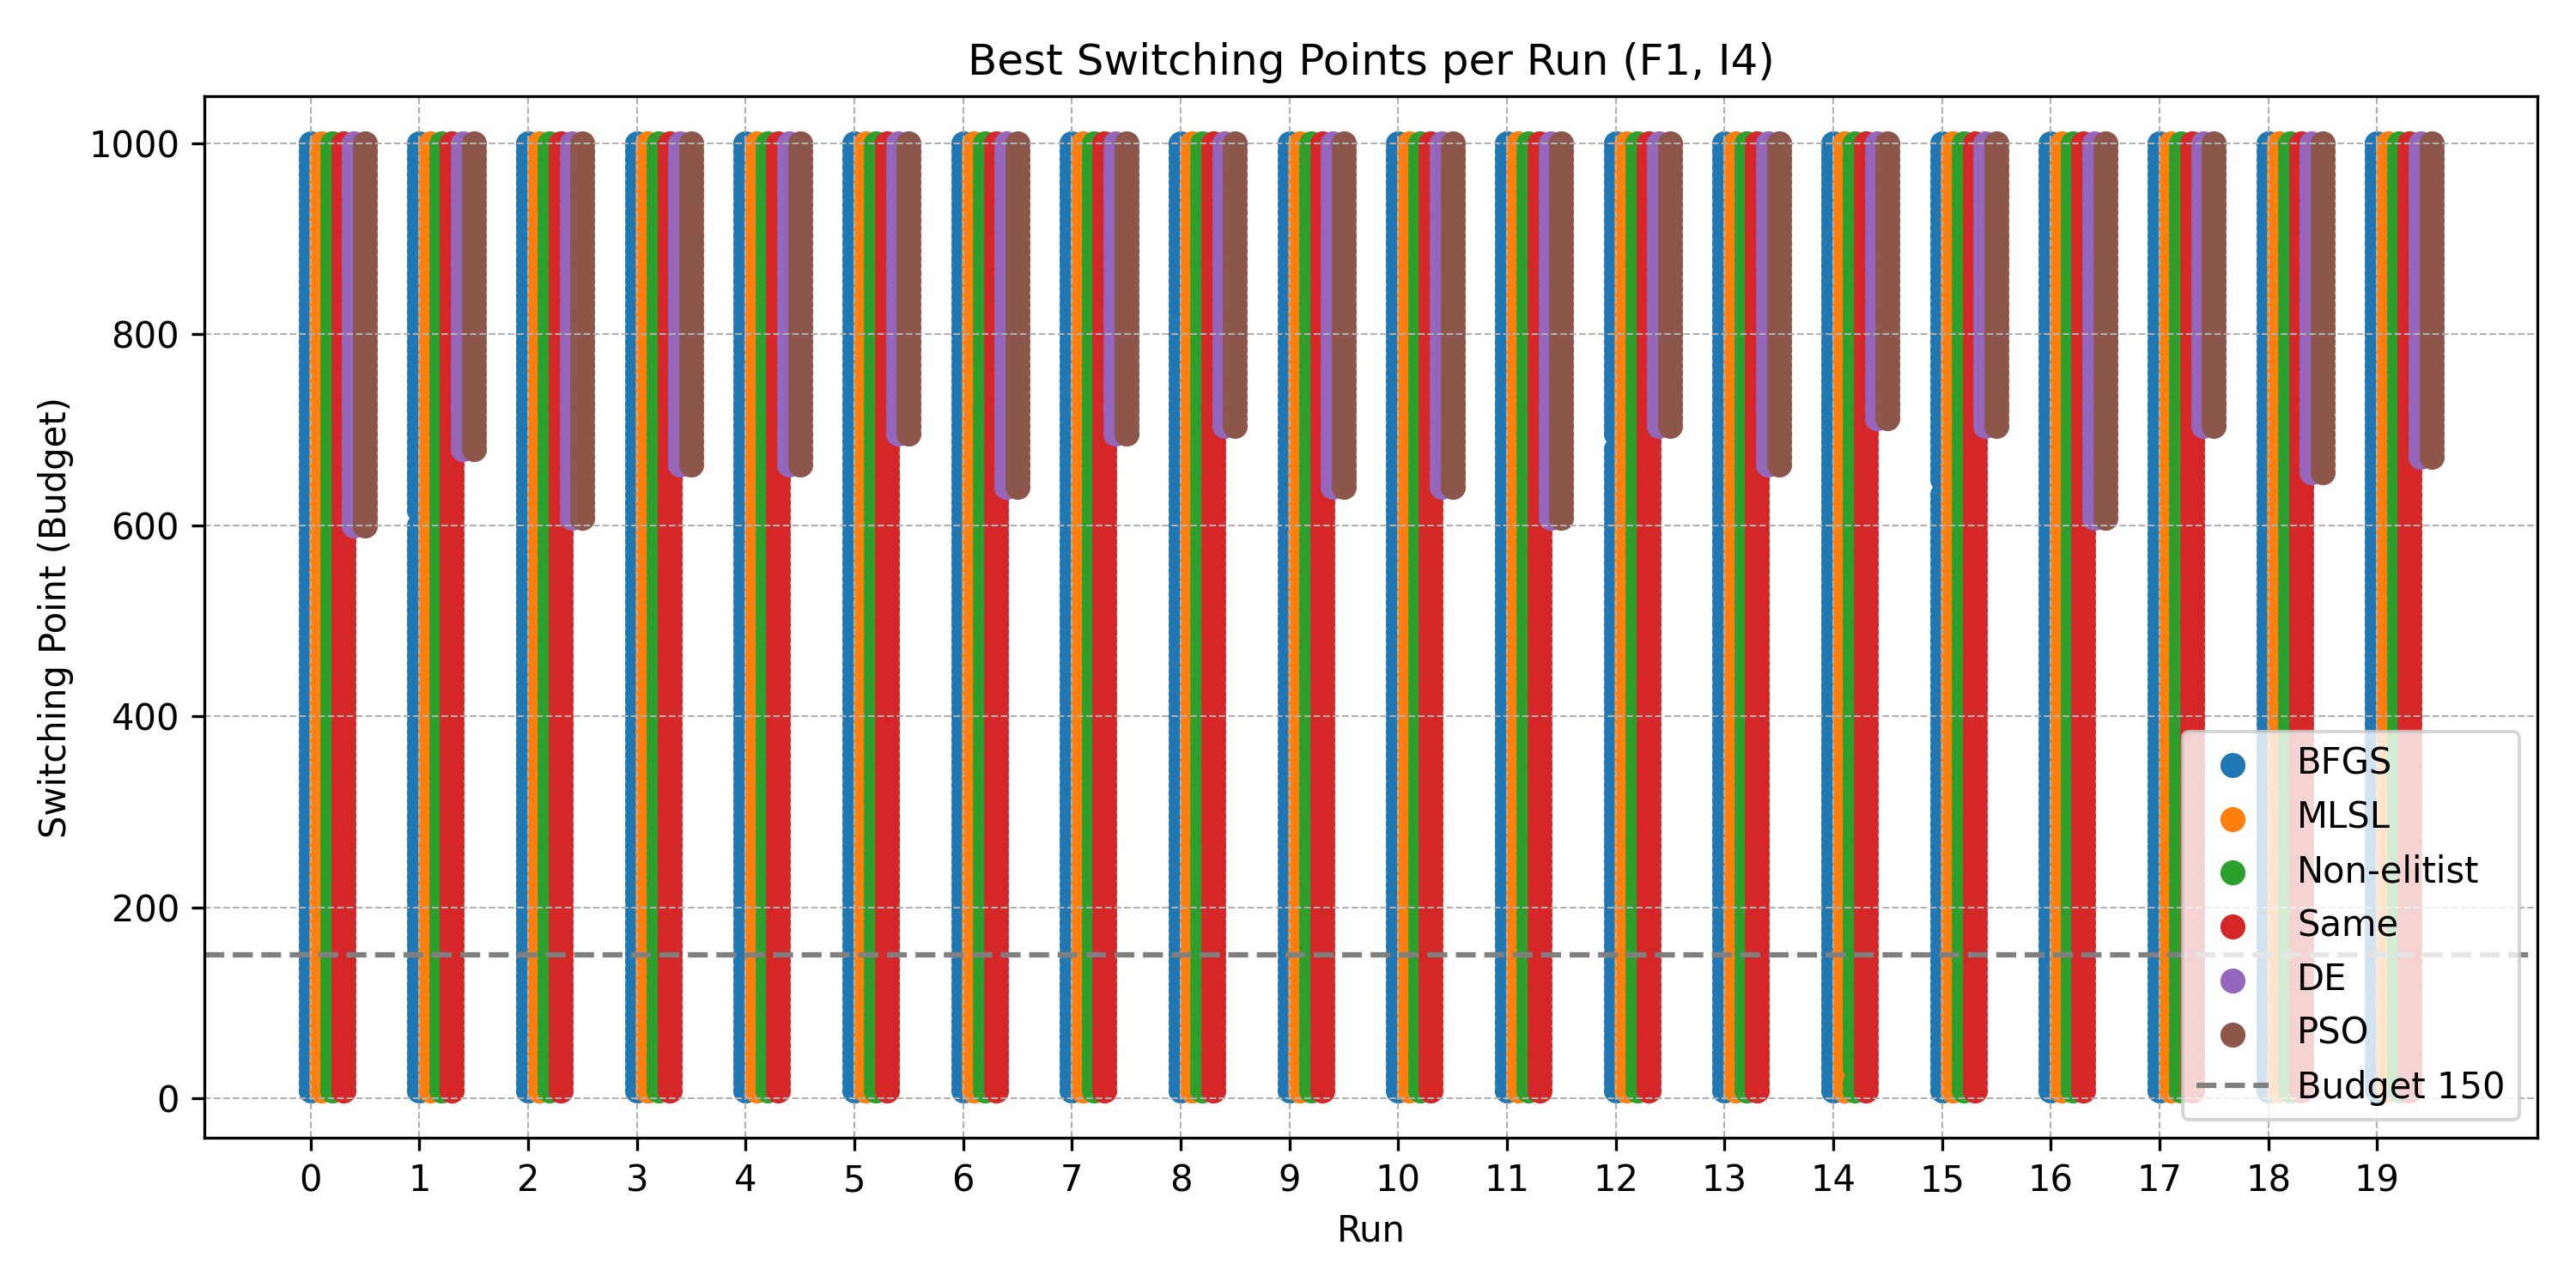 Best Switching Points per Run (F1, I4)
Switching Point (Budget)
1000
800
600
400
200
0
BFGS
MLSL
Non-elitist
Same
DE
PSO
Budget 150
0 1 2 3 4 5 6 7 8 9 10 11 12 13 14 15 16 17 18 19
Run